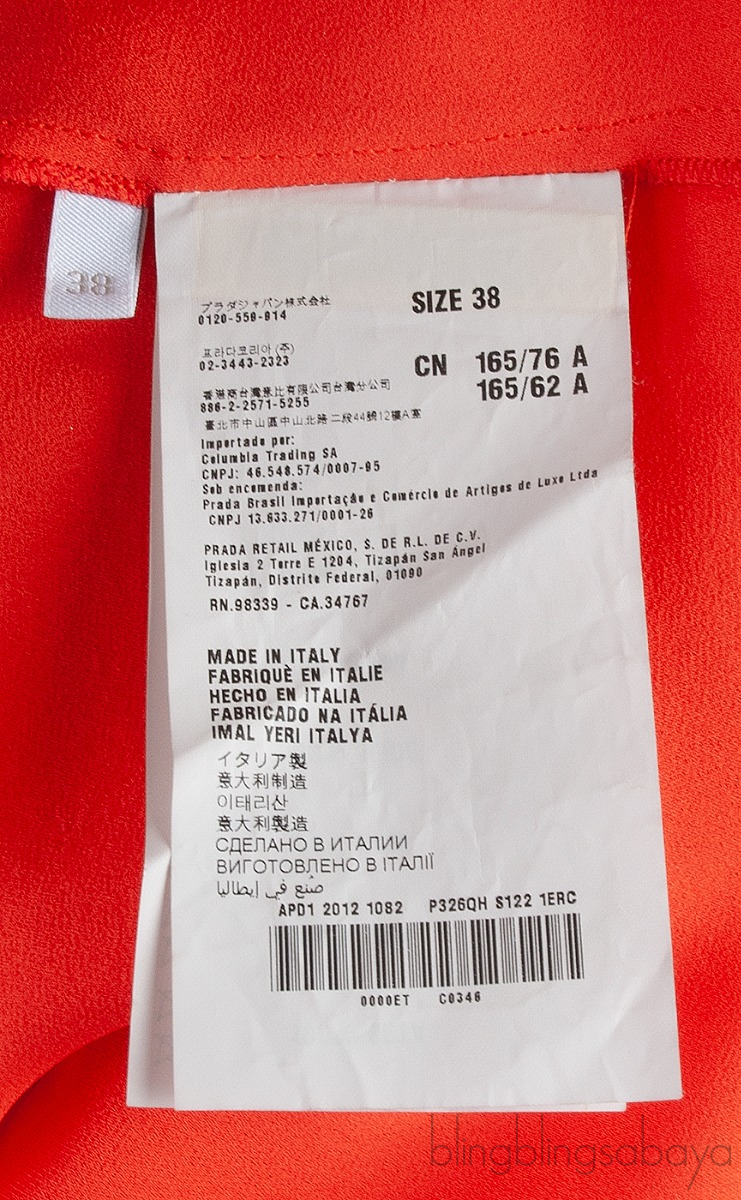 38
プラダジャパン株式会社
0120-559-914
SIZE 38
프라다코리아 (주)
02-3443-2323
CN 165/76 A
165/62 A
香港商台灣意比有限公司台灣分公司
886-2-2571-5255
臺北市中山區中山北路二段44號12樓A室
Importado por:
Columbia Trading SA
CNPJ: 46.548.574/0007-95
Sob encomenda:
Prada Brasil Importação e Comércio de Artigos de Luxo Ltda
CNPJ 13.633.271/0001-26
PRADA RETAIL MÉXICO, S. DE R.L. DE C.V.
Iglesia 2 Torre E 1204, Tizapán San Ángel
Tizapán, Distrito Federal, 01090
RN.98339 - CA.34767
MADE IN ITALY
FABRIQUÈ EN ITALIE
HECHO EN ITALIA
FABRICADO NA ITÁLIA
IMAL YERI ITALYA
イタリア製
意大利制造
이태리산
意大利製造
СДЕЛАНО В ИТАЛИИ
ВИГОТОВЛЕНО В ІТАЛІЇ
صُنع في إيطاليا
APD1 2012 1082 P326QH S122 1ERC
0000ET C0346
blingblingsabaya